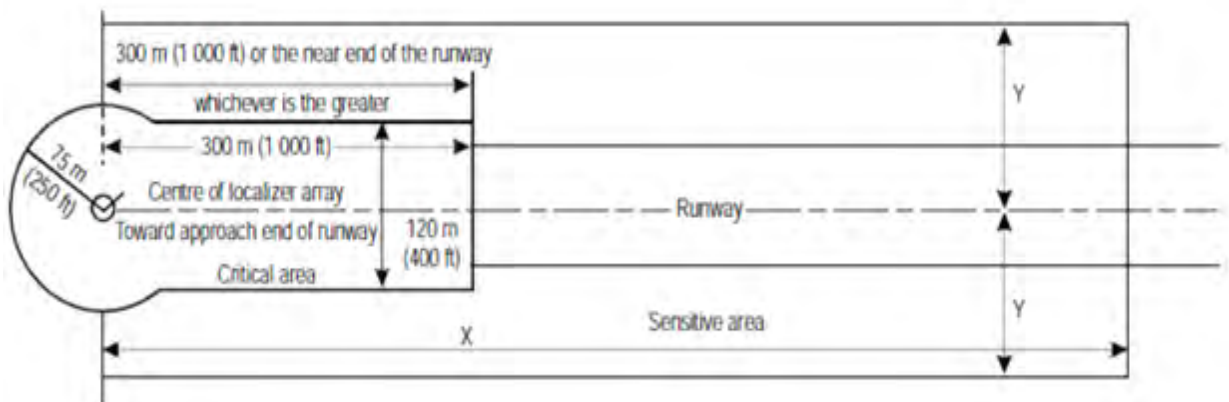 300 m (1 000 ft) or the near end of the runway
whichever is the greater
300 m (1 000 ft)
75 m
(250 ft)
Centre of localizer array
Toward approach end of runway
120 m
(400 ft)
Critical area
Runway
Y
Y
X
Sensitive area